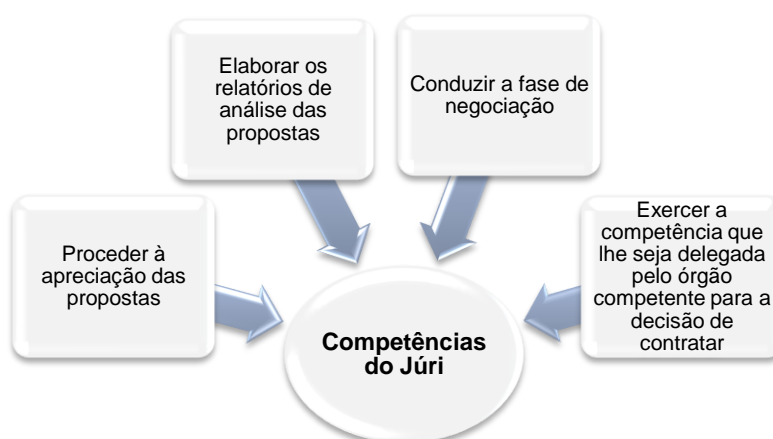 Elaborar os
relatórios de
análise das
propostas
Conduzir a fase de
negociação
Proceder à
apreciação das
propostas
Exercer a
competência que
lhe seja delegada
pelo órgão
competente para a
decisão de
contratar
Competências
do Júri